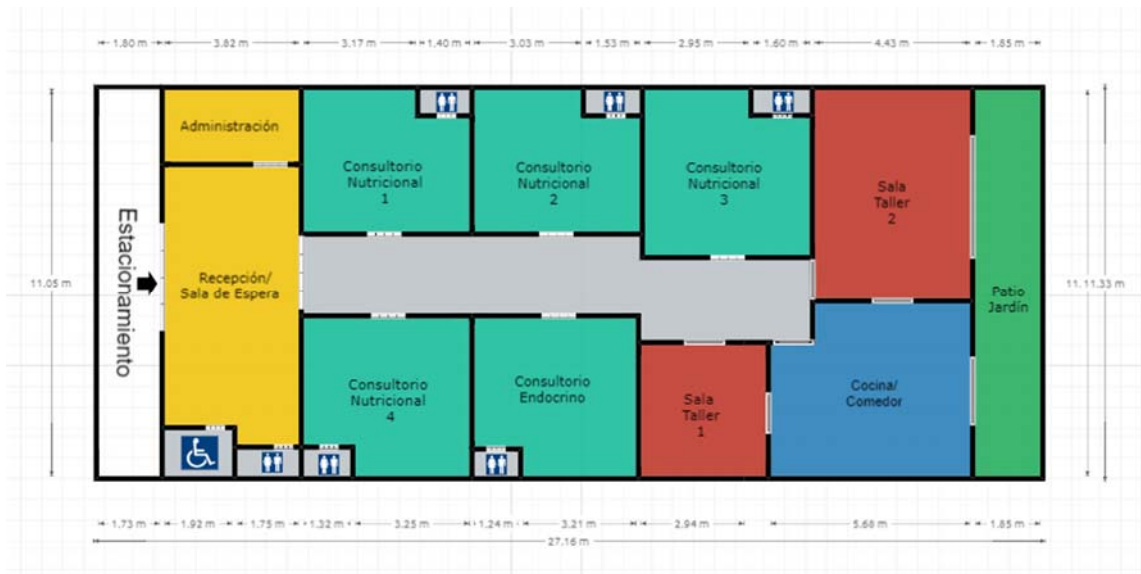 1.80 m 3.82 m 3.17 m 1.40 m 3.03 m 1.53 m 2.95 m 1.60 m 4.43 m 1.85 m
Administración
Consultorio
Nutricional
1
Consultorio
Nutricional
2
Consultorio
Nutricional
3
Sala
Taller
2
Estacionamiento
Recepción/
Sala de Espera
11.05 m
11.11.33 m
Patio
Jardín
Consultorio
Nutricional
4
Consultorio
Endocrino
Sala
Taller
1
Cocina/
Comedor
1.73 m 1.92 m 1.75 m 1.32 m 3.25 m 1.24 m 3.21 m 2.94 m 5.68 m 1.85 m
27.16 m